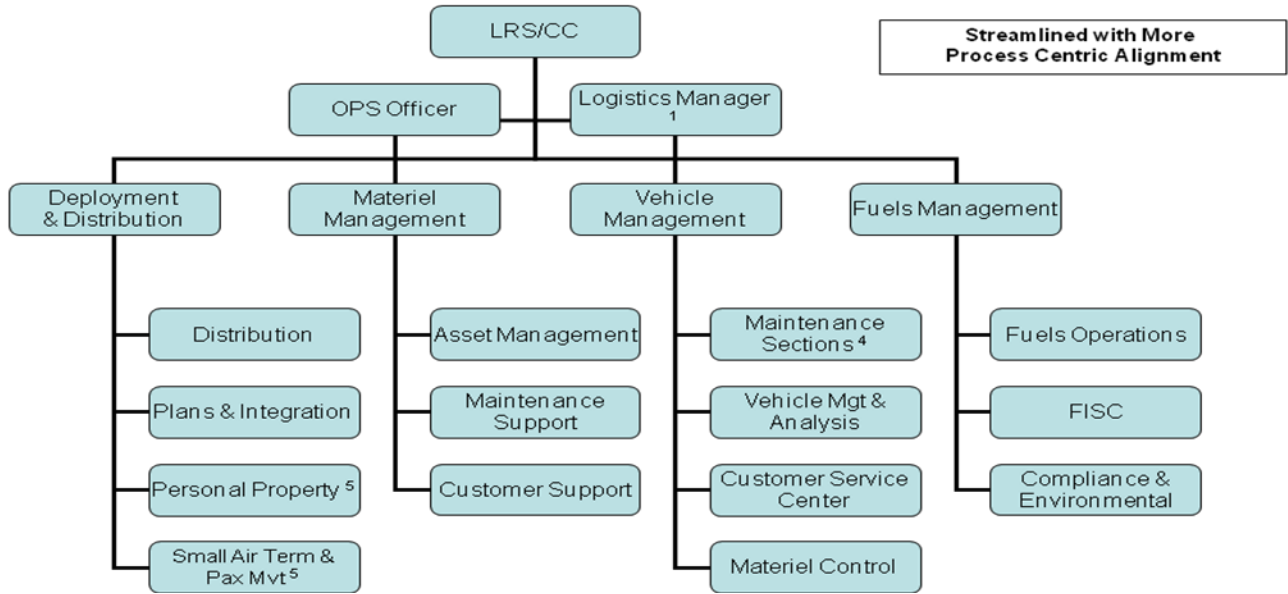 LRS/CC
Streamlined with More
Process Centric Alignment
OPS Officer
Logistics Manager
1
Deployment
& Distribution
Materiel
Management
Vehicle
Management
Fuels Management
Distribution
Asset Management
Maintenance
Sections 4
Fuels Operations
Plans & Integration
Maintenance
Support
Vehicle Mgt &
Analysis
FISC
Personal Property 5
Customer Support
Customer Service
Center
Compliance &
Environmental
Small Air Term &
Pax Mvt 5
Materiel Control